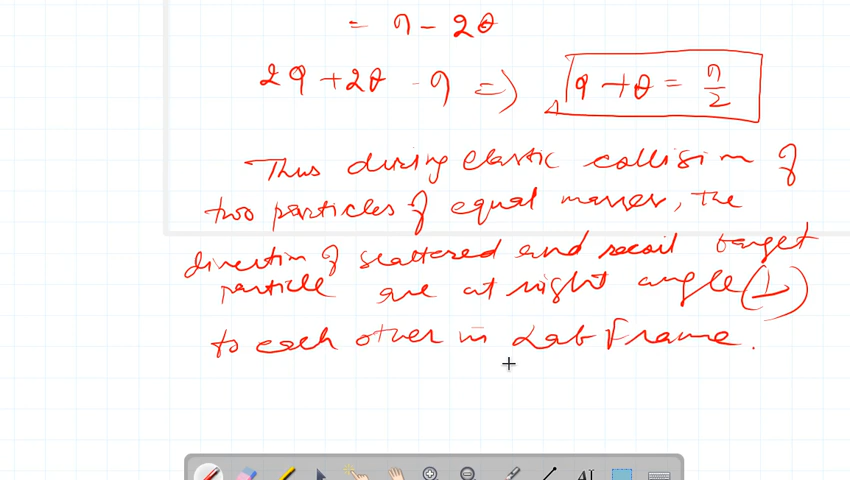 = π - 2θ
2φ + 2θ = π ⇒ φ + θ = π/2
Thus during elastic collision of
two particles of equal masses, the
direction of scattered and recoil target
particle are at right angle (⊥)
to each other in Lab Frame.
AI